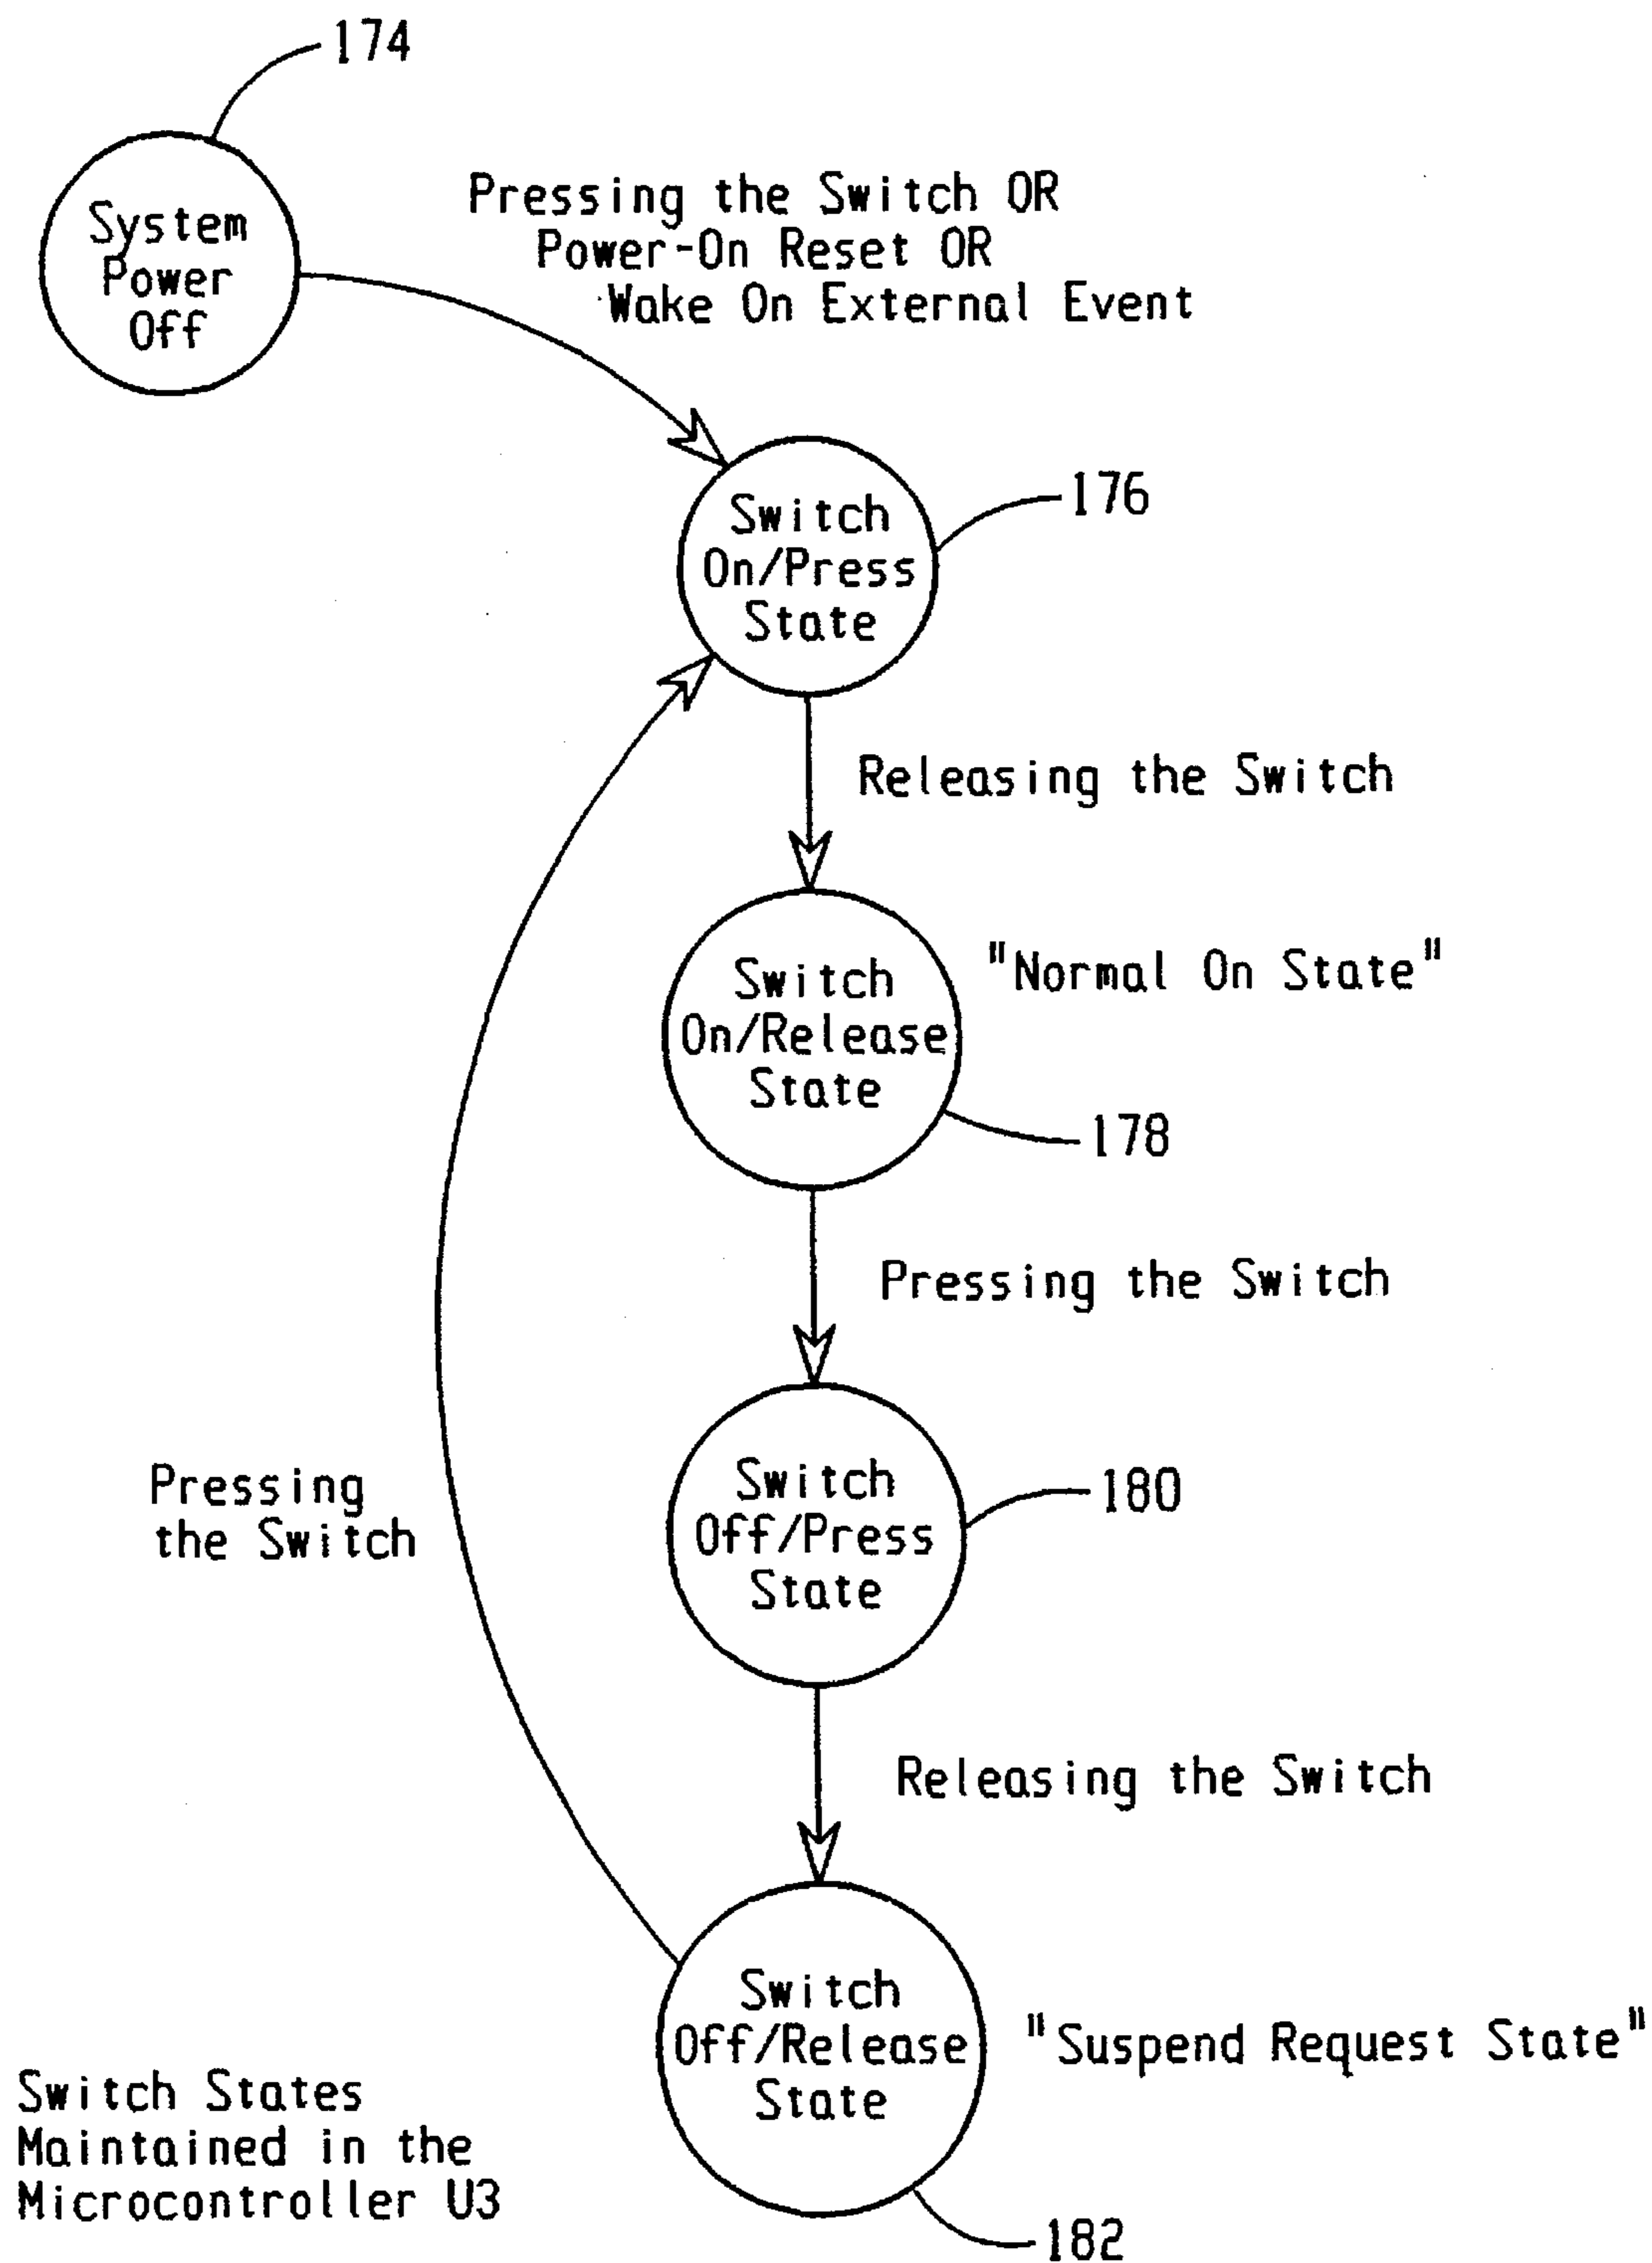 174
System
Power
Off
Pressing the Switch OR
Power-On Reset OR
Wake On External Event
Switch
On/Press
State
176
Releasing the Switch
Switch
On/Release
State
"Normal On State"
178
Pressing the Switch
Switch
Off/Press
State
180
Pressing
the Switch
Releasing the Switch
Switch
Off/Release
State
"Suspend Request State"
182
Switch States
Maintained in the
Microcontroller U3